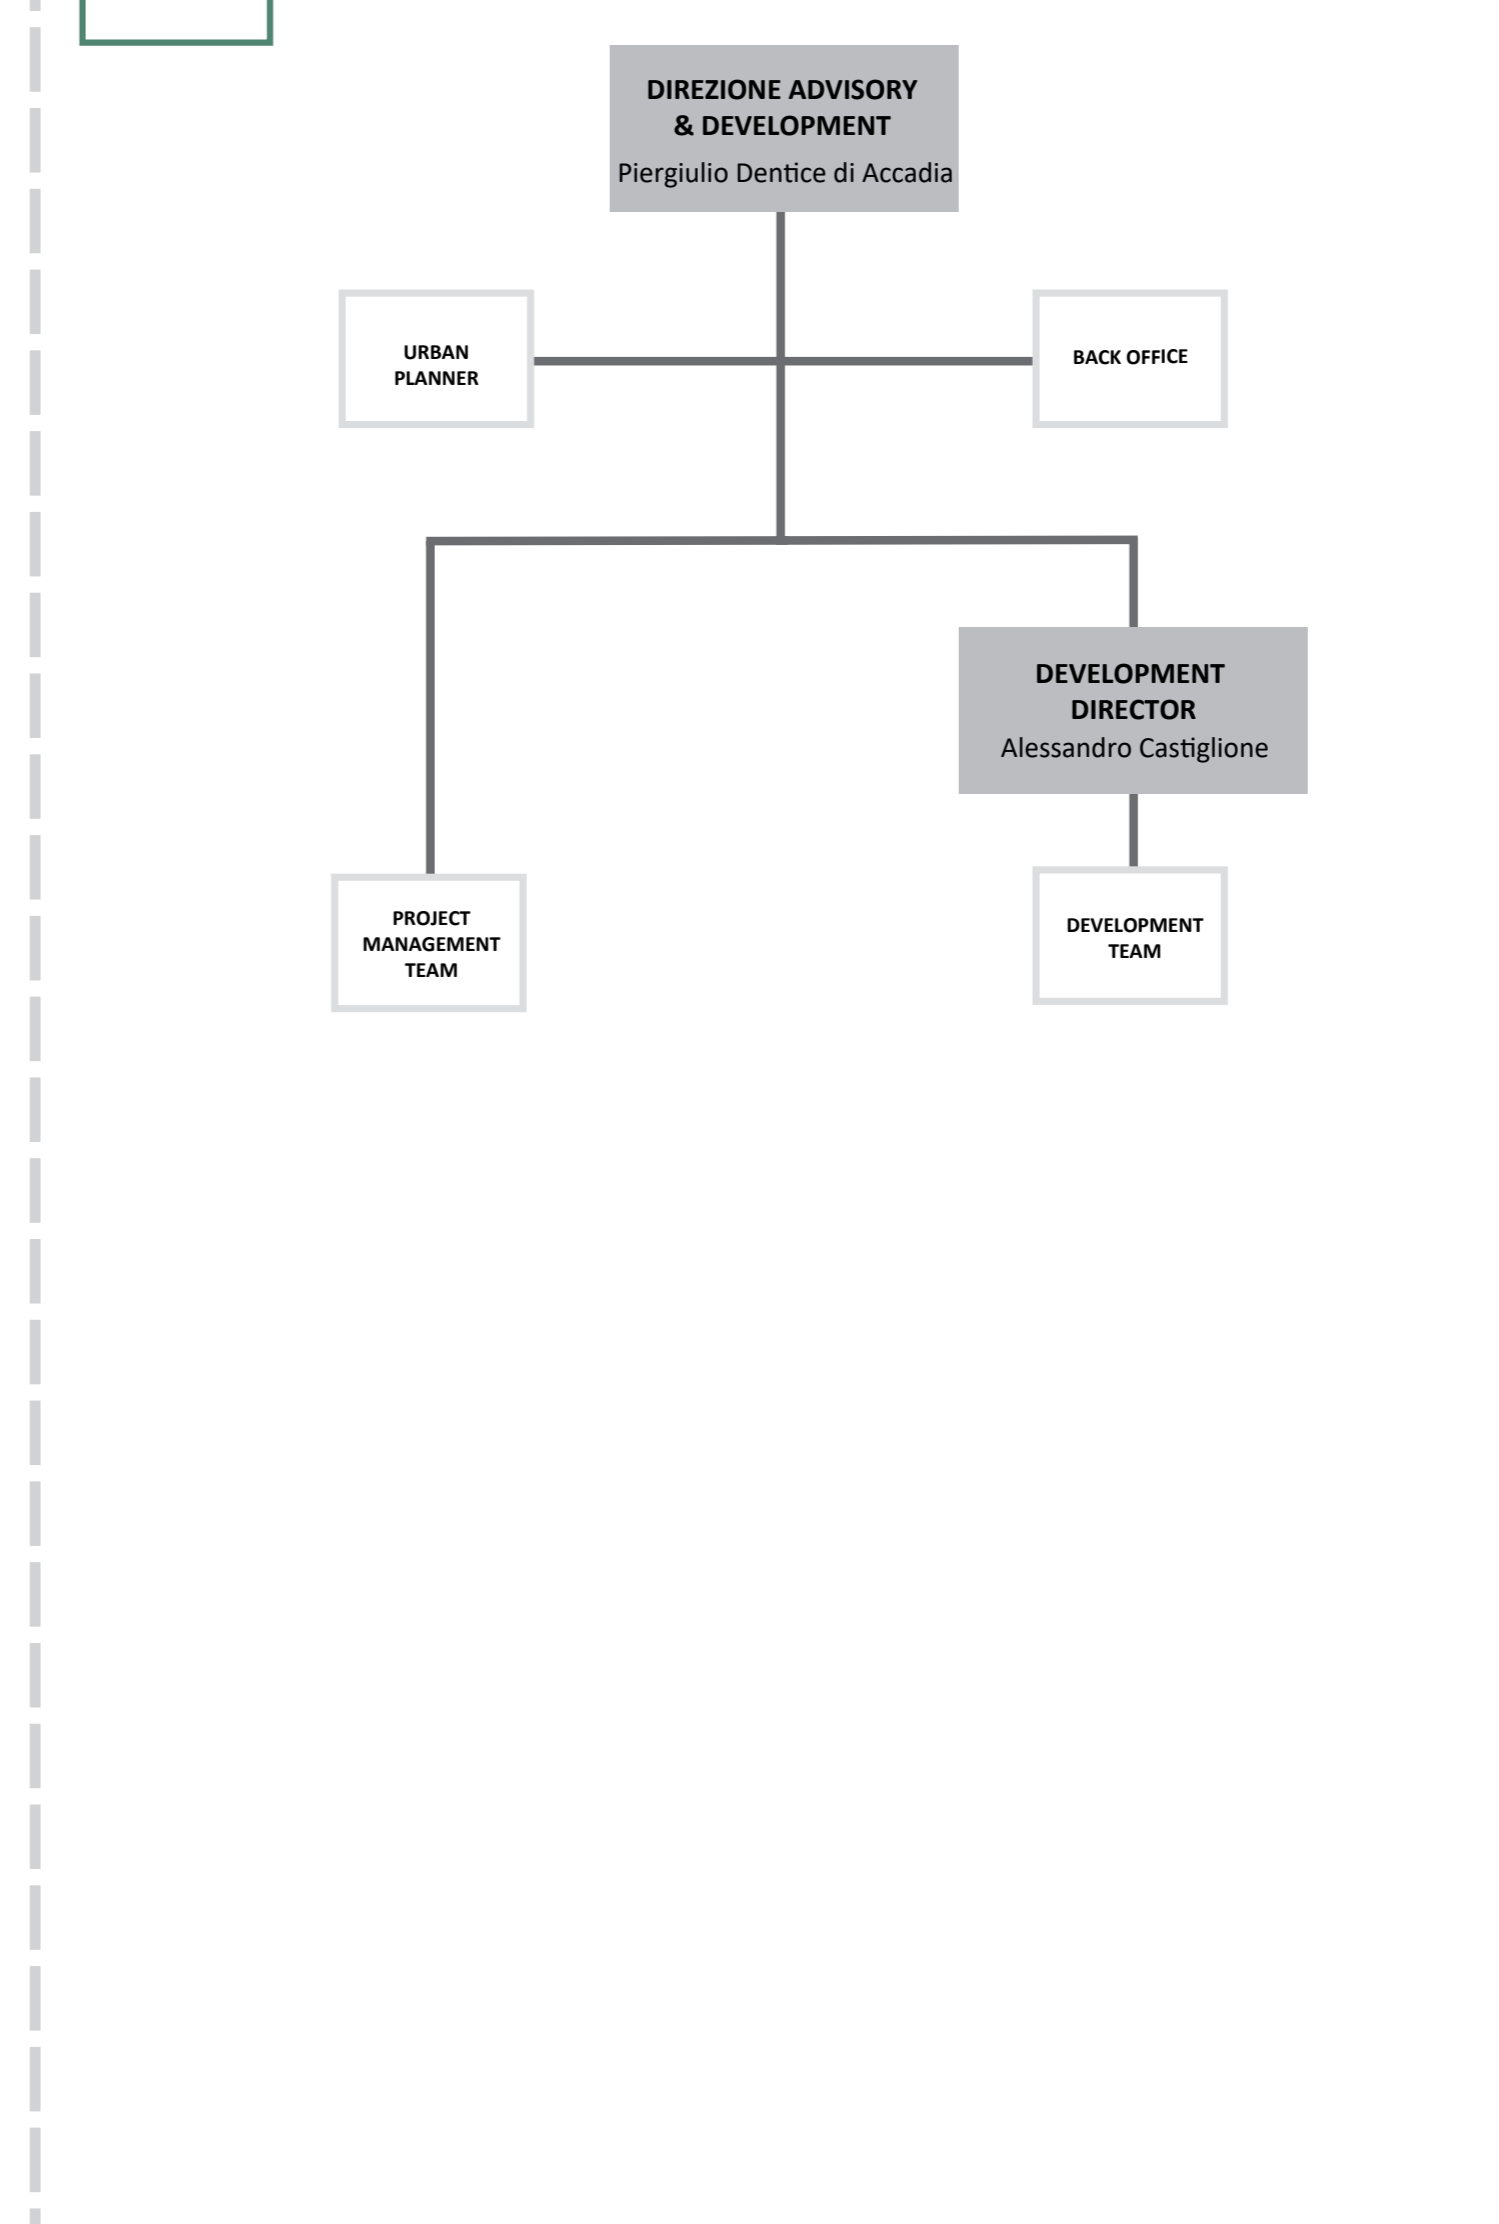 DIREZIONE ADVISORY
& DEVELOPMENT
Piergiulio Dentice di Accadia
URBAN
PLANNER
BACK OFFICE
DEVELOPMENT
DIRECTOR
Alessandro Castiglione
PROJECT
MANAGEMENT
TEAM
DEVELOPMENT
TEAM